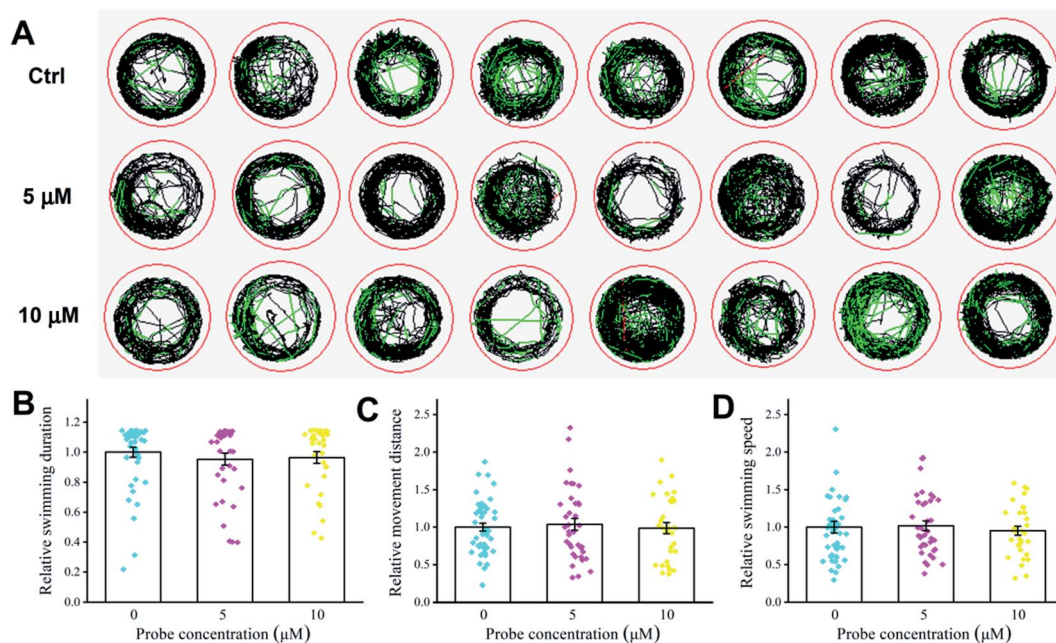 A
Ctrl
5 μM
10 μM
B
Relative swimming duration
1.2
1.0
0.8
0.6
0.4
0.2
0.0
0
5
10
Probe concentration (μM)
C
Relative movement distance
2.5
2.0
1.5
1.0
0.5
0.0
0
5
10
Probe concentration (μM)
D
Relative swimming speed
2.5
2.0
1.5
1.0
0.5
0.0
0
5
10
Probe concentration (μM)